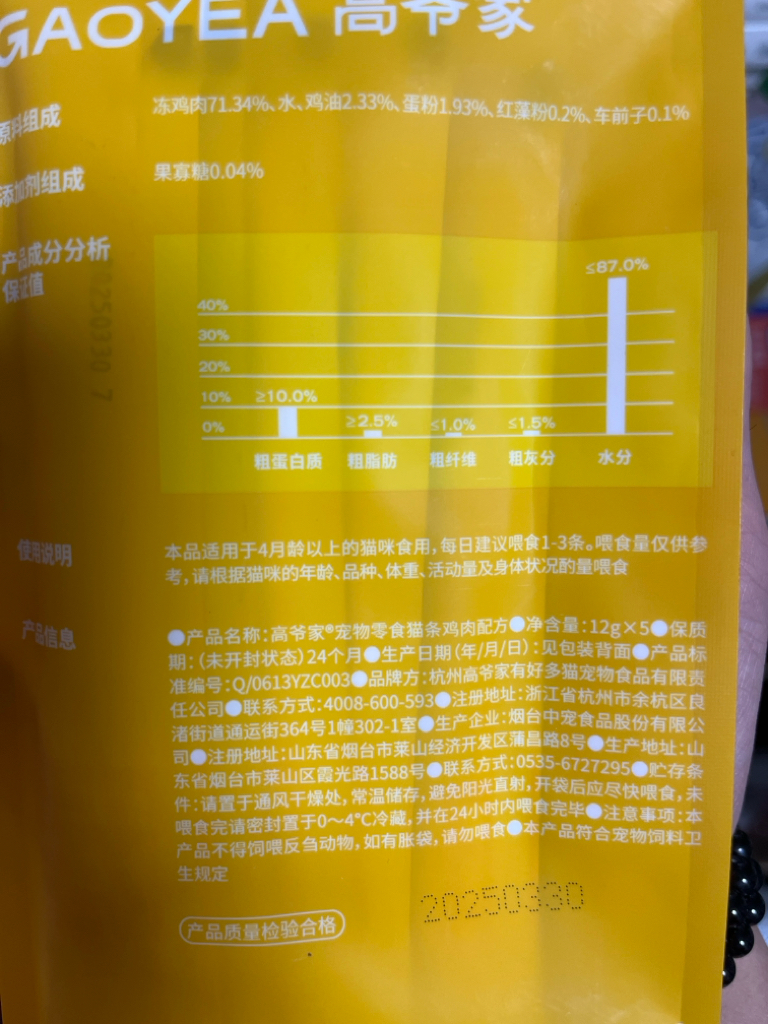 GAOYEA 高爷家
原料组成
冻鸡肉71.34%、水、鸡油2.33%、蛋粉1.93%、红藻粉0.2%、车前子0.1%
添加剂组成
果寡糖0.04%
产品成分分析
保证值
20250330 7
≤87.0%
40%
30%
20%
10%
≥10.0%
≥2.5%
≤1.0%
≤1.5%
0%
粗蛋白质
粗脂肪
粗纤维
粗灰分
水分
使用说明
本品适用于4月龄以上的猫咪食用,每日建议喂食1-3条。喂食量仅供参
考,请根据猫咪的年龄、品种、体重、活动量及身体状况酌量喂食
产品信息
●产品名称:高爷家®宠物零食猫条鸡肉配方●净含量:12g×5●保质
期:(未开封状态)24个月●生产日期(年/月/日):见包装背面●产品标
准编号:Q/0613YZC003●品牌方:杭州高爷家有好多猫宠物食品有限责
任公司●联系方式:4008-600-593●注册地址:浙江省杭州市余杭区良
渚街道通运街364号1幢302-1室●生产企业:烟台中宠食品股份有限公
司●注册地址:山东省烟台市莱山经济开发区蒲昌路8号●生产地址:山
东省烟台市莱山区霞光路1588号●联系方式:0535-6727295●贮存条
件:请置于通风干燥处,常温储存,避免阳光直射,开袋后应尽快喂食,未
喂食完请密封置于0～4°C冷藏,并在24小时内喂食完毕●注意事项:本
产品不得饲喂反刍动物,如有胀袋,请勿喂食●本产品符合宠物饲料卫
生规定
20250330
产品质量检验合格